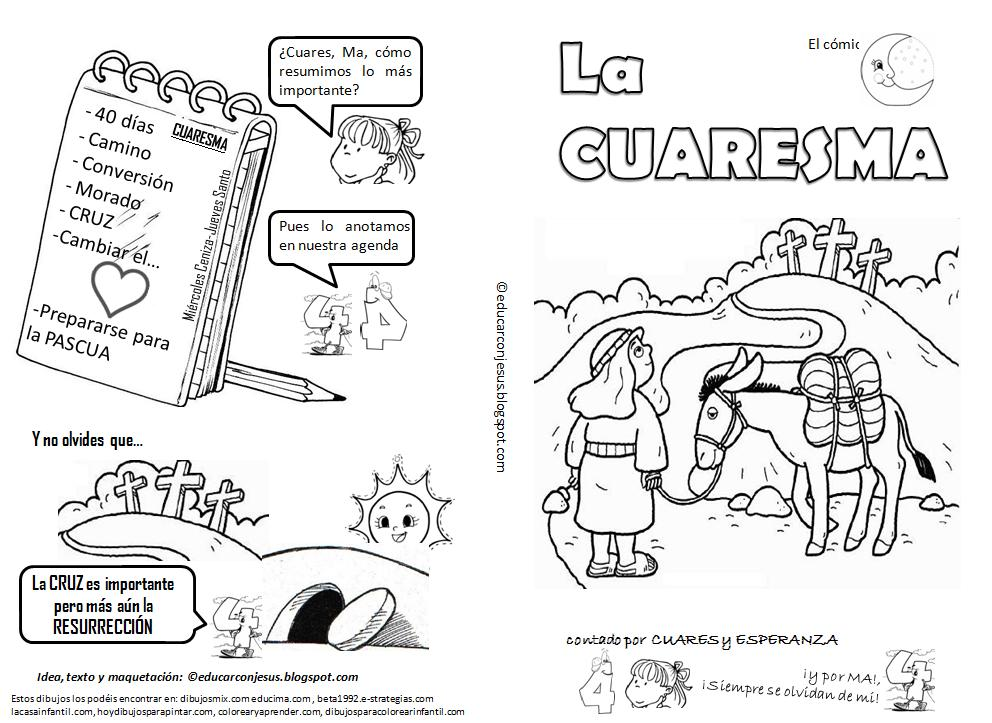 ¿Cuares, Ma, cómo
resumimos lo más
importante?
CUARESMA
- 40 días
- Camino
- Conversión
- Morado
- CRUZ
-Cambiar el...
-Prepararse para
la PASCUA
Miércoles Ceniza-Jueves Santo
Pues lo anotamos
en nuestra agenda
Y no olvides que...
La CRUZ es importante
pero más aún la
RESURRECCIÓN
Idea, texto y maquetación: ©educarconjesus.blogspot.com
Estos dibujos los podéis encontrar en: dibujosmix.com educima.com , beta1992.e-strategias.com
lacasainfantil.com, hoydibujosparapintar.com, colorearyaprender.com, dibujosparacolorearinfantil.com
©educarconjesus.blogspot.com
El cómic
La
CUARESMA
contado por CUARES y ESPERANZA
¡¡y por MA!,
¡Siempre se olvidan de mi!